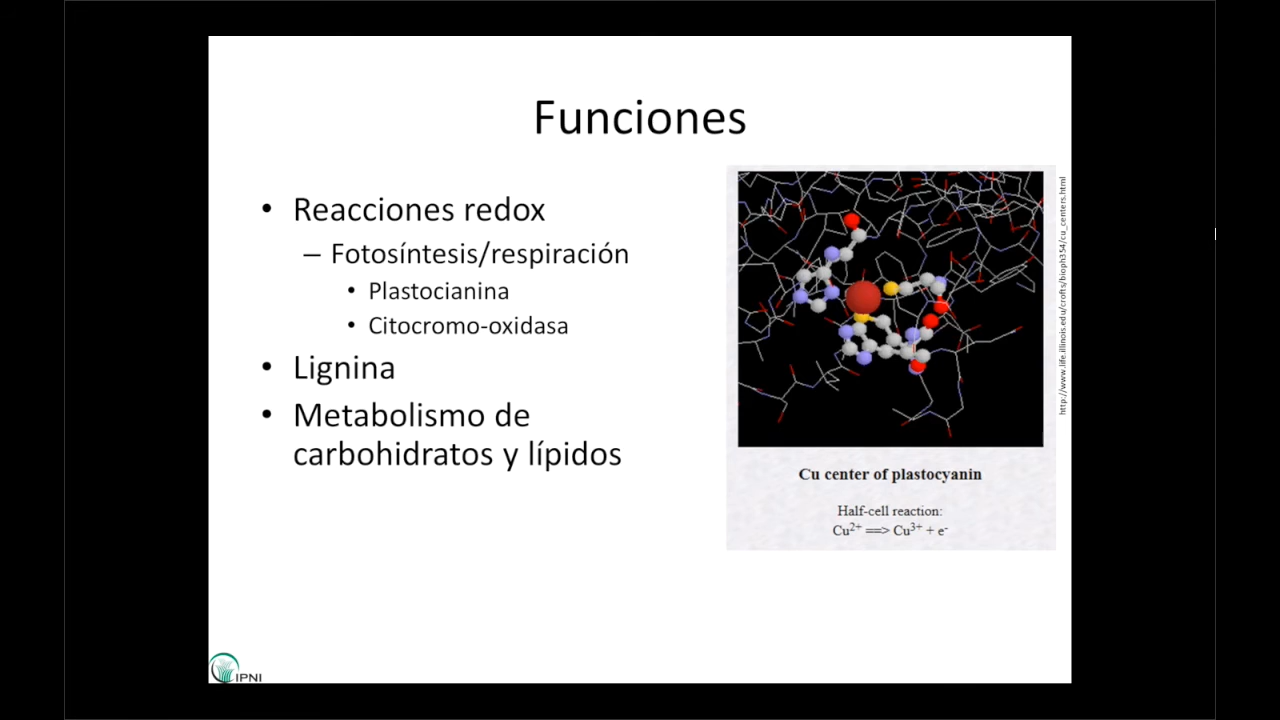 Funciones
• Reacciones redox
– Fotosíntesis/respiración
• Plastocianina
• Citocromo-oxidasa
• Lignina
• Metabolismo de
carbohidratos y lípidos
http://www.life.illinois.edu/crofts/bioph354/cu_centers.html
Cu center of plastocyanin
Half-cell reaction:
Cu²⁺ ==> Cu³⁺ + e⁻
IPNI